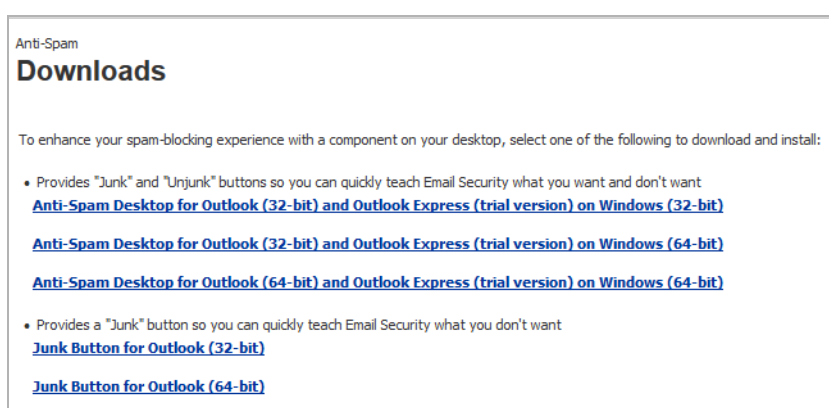 Anti-Spam
Downloads
To enhance your spam-blocking experience with a component on your desktop, select one of the following to download and install:
• Provides "Junk" and "Unjunk" buttons so you can quickly teach Email Security what you want and don't want
Anti-Spam Desktop for Outlook (32-bit) and Outlook Express (trial version) on Windows (32-bit)
Anti-Spam Desktop for Outlook (32-bit) and Outlook Express (trial version) on Windows (64-bit)
Anti-Spam Desktop for Outlook (64-bit) and Outlook Express (trial version) on Windows (64-bit)
• Provides a "Junk" button so you can quickly teach Email Security what you don't want
Junk Button for Outlook (32-bit)
Junk Button for Outlook (64-bit)